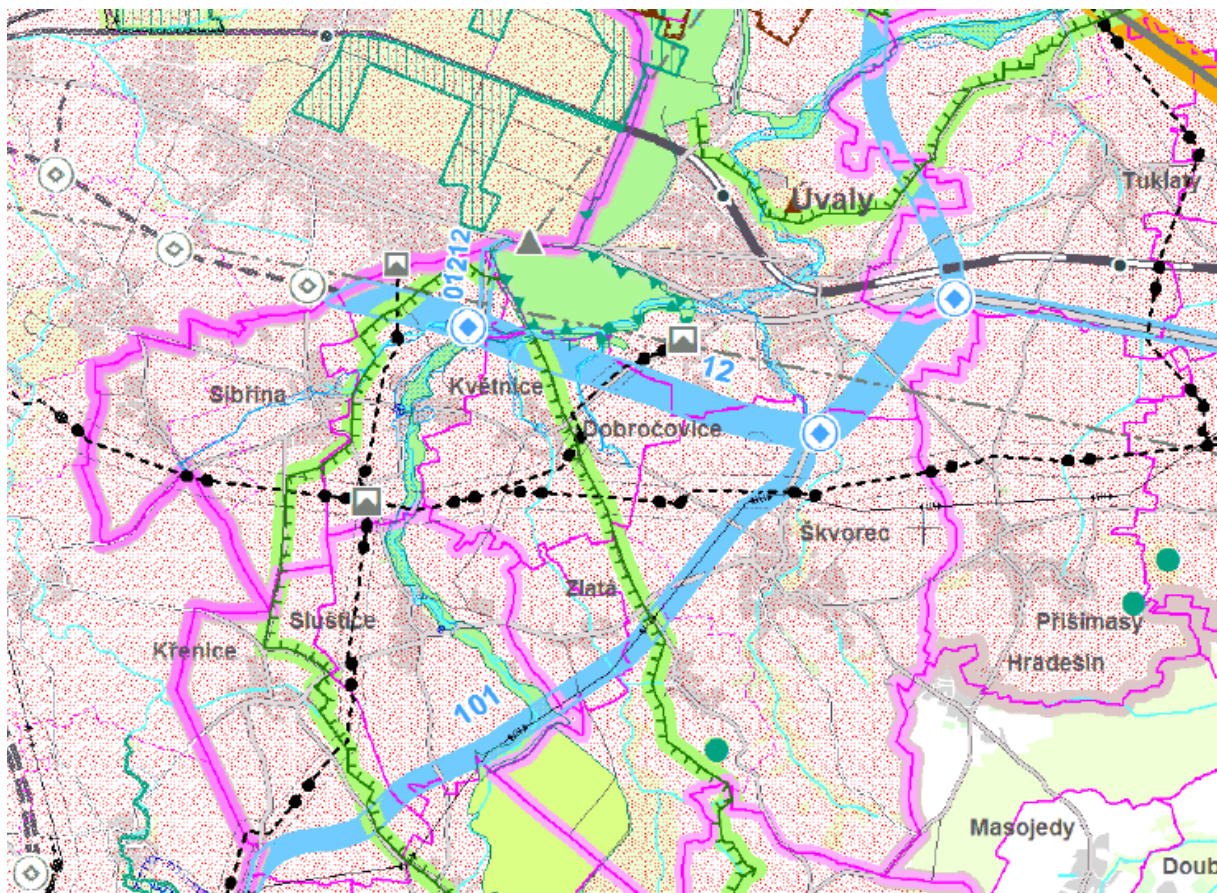 Tuklaty
Úvaly
01212
12
Sibřina
Květnice
Dobročovice
Škvorec
Zlatá
Sluštice
Křenice
Přišimasy
Hradešín
101
Masojedy
Doub